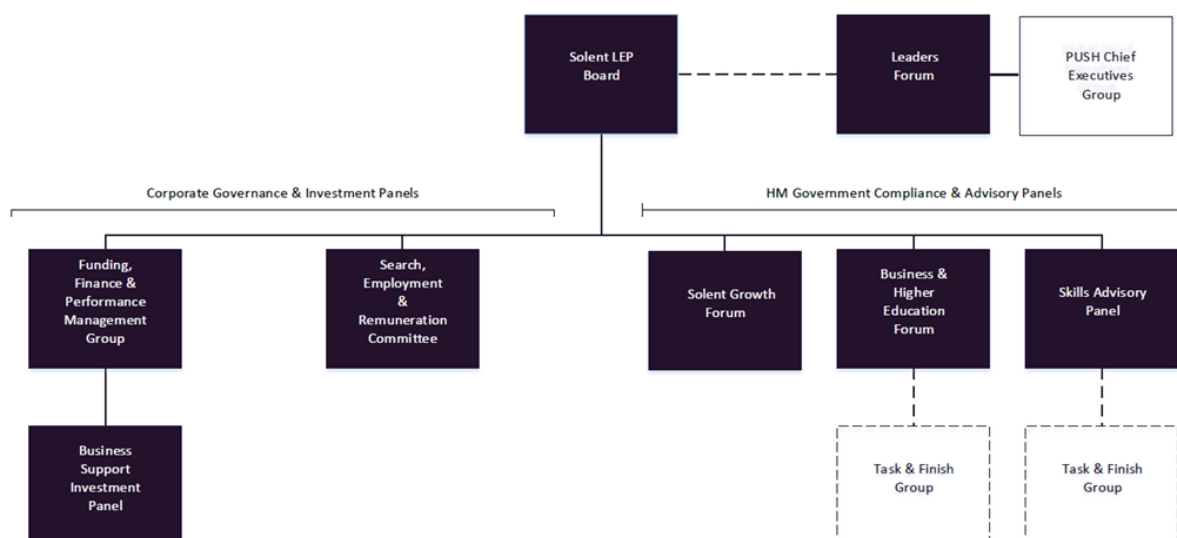 Solent LEP
Board
Leaders
Forum
PUSH Chief
Executives
Group
Corporate Governance & Investment Panels
HM Government Compliance & Advisory Panels
Funding,
Finance &
Performance
Management
Group
Search,
Employment
&
Remuneration
Committee
Solent Growth
Forum
Business &
Higher
Education
Forum
Skills Advisory
Panel
Business
Support
Investment
Panel
Task & Finish
Group
Task & Finish
Group